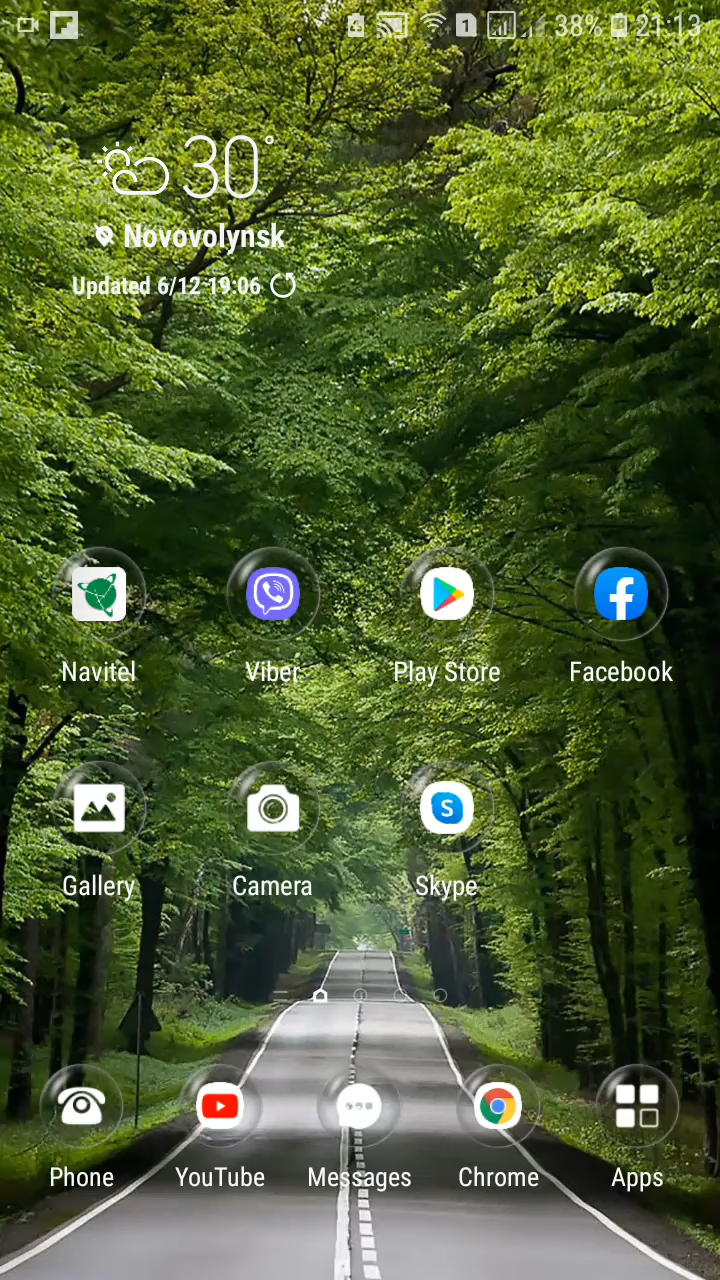 1 38% 21:13
30°
Novovolynsk
Updated 6/12 19:06
Navitel Viber Play Store Facebook
Gallery Camera Skype
Phone YouTube Messages Chrome Apps